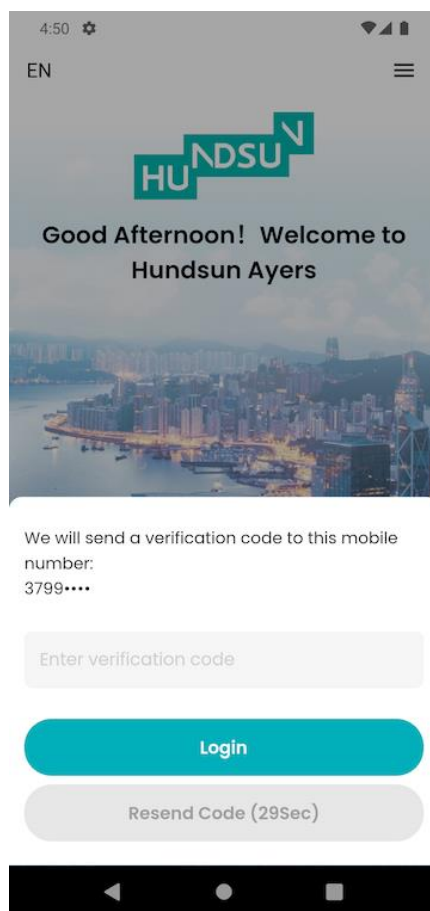 4:50
EN
HUNDSUN
Good Afternoon！Welcome to
Hundsun Ayers
We will send a verification code to this mobile
number:
3799••••
Enter verification code
Login
Resend Code (29Sec)